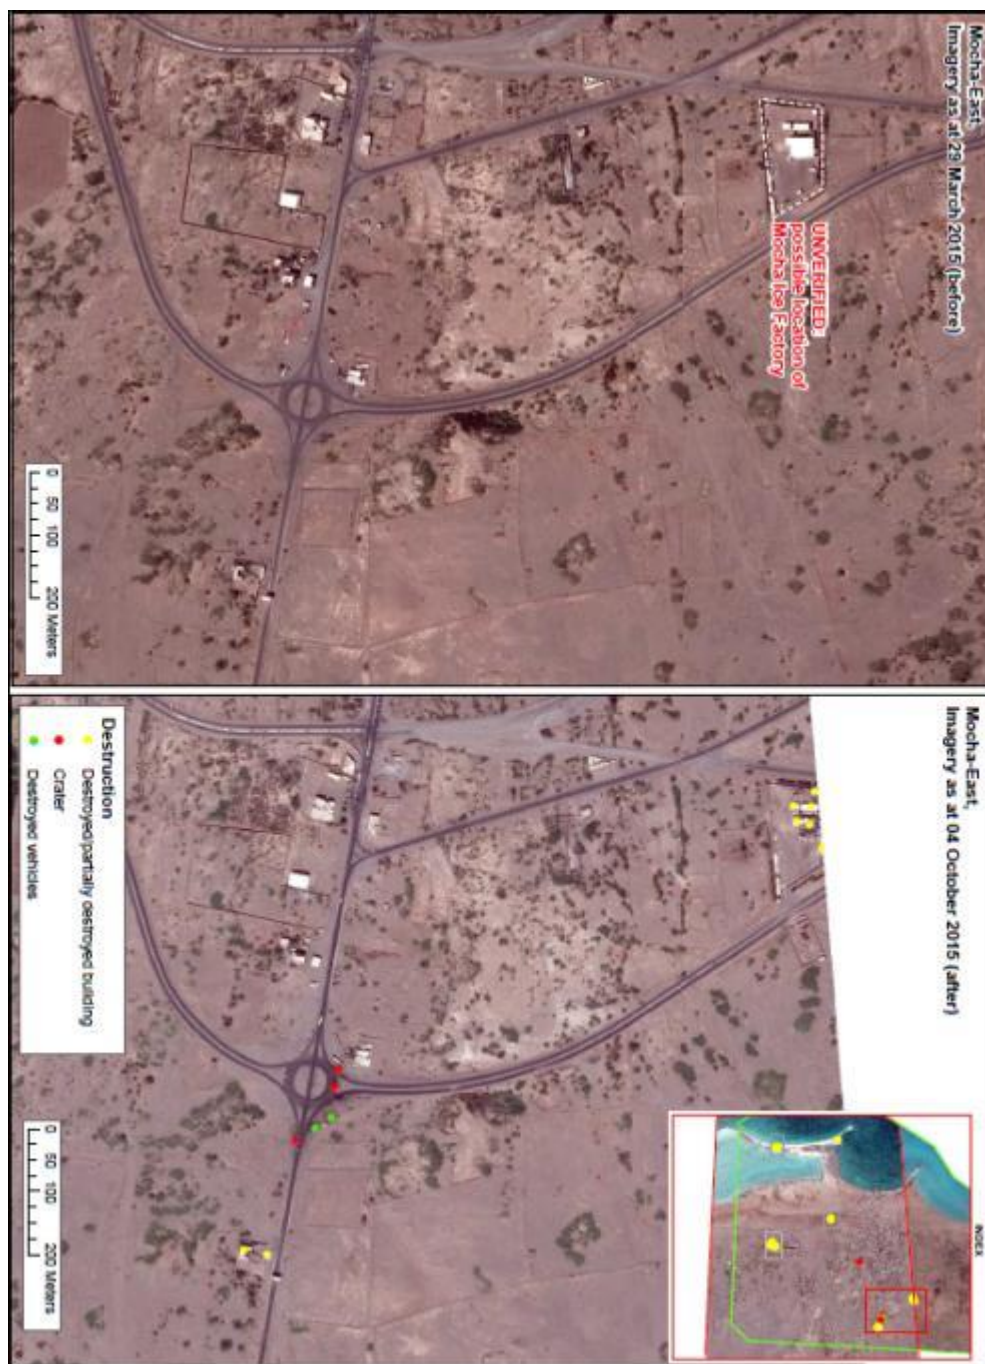 Mocha-East,
Imagery as at 29 March 2015 (before)
UNVERIFIED:
possible location of
Mocha Ice Factory
0 50 100 200 Meters
Mocha-East,
Imagery as at 04 October 2015 (after)
INDEX
Destruction
Destroyed/partially destroyed building
Crater
Destroyed vehicles
0 50 100 200 Meters